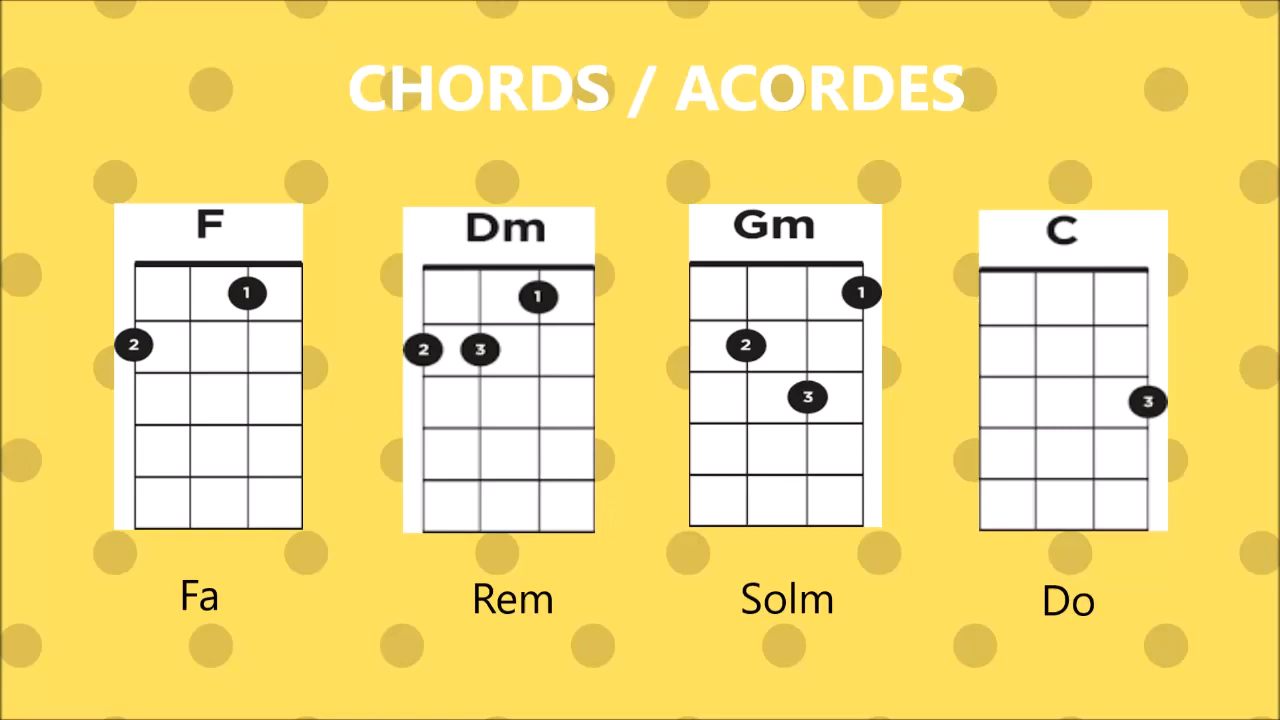 CHORDS / ACORDES
F Dm Gm C
1 1 1
2 2 3 2
3 3
Fa Rem Solm Do